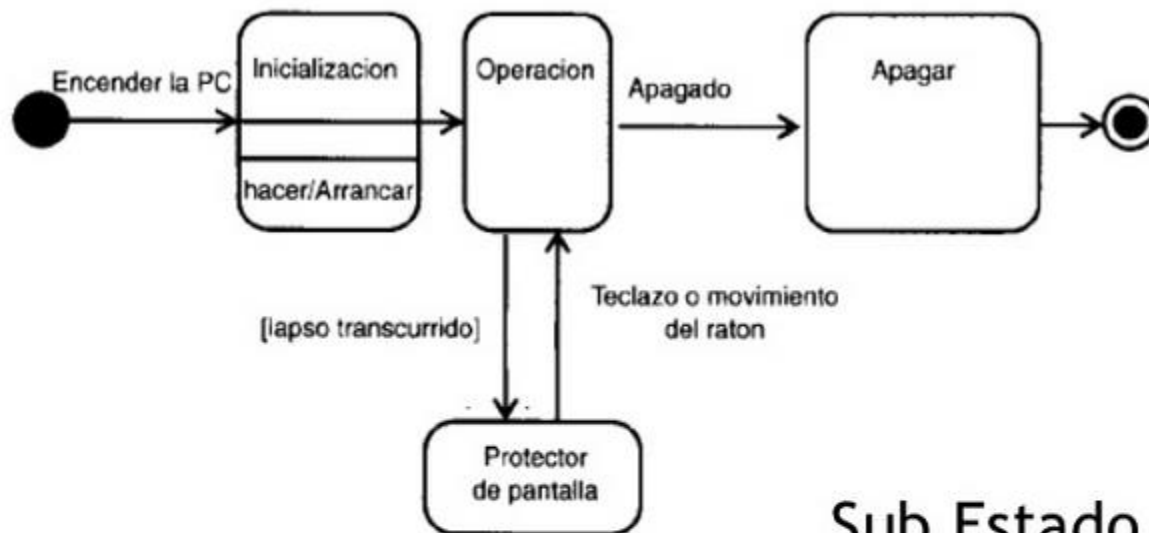 Encender la PC
Inicializacion
hacer/Arrancar
Operacion
Apagado
Apagar
[lapso transcurrido]
Teclazo o movimiento
del raton
Protector
de pantalla
Sub Estado